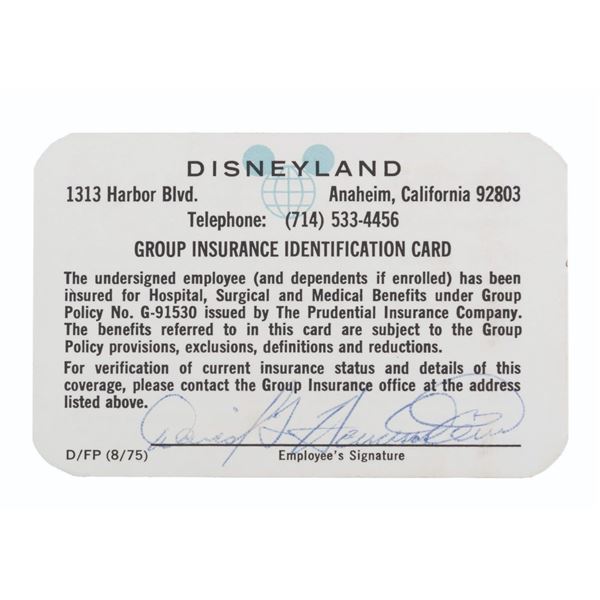 DISNEYLAND
1313 Harbor Blvd. Anaheim, California 92803
Telephone: (714) 533-4456
GROUP INSURANCE IDENTIFICATION CARD
The undersigned employee (and dependents if enrolled) has been
insured for Hospital, Surgical and Medical Benefits under Group
Policy No. G-91530 issued by The Prudential Insurance Company.
The benefits referred to in this card are subject to the Group
Policy provisions, exclusions, definitions and reductions.
For verification of current insurance status and details of this
coverage, please contact the Group Insurance office at the address
listed above.
D/FP (8/75) Employee's Signature